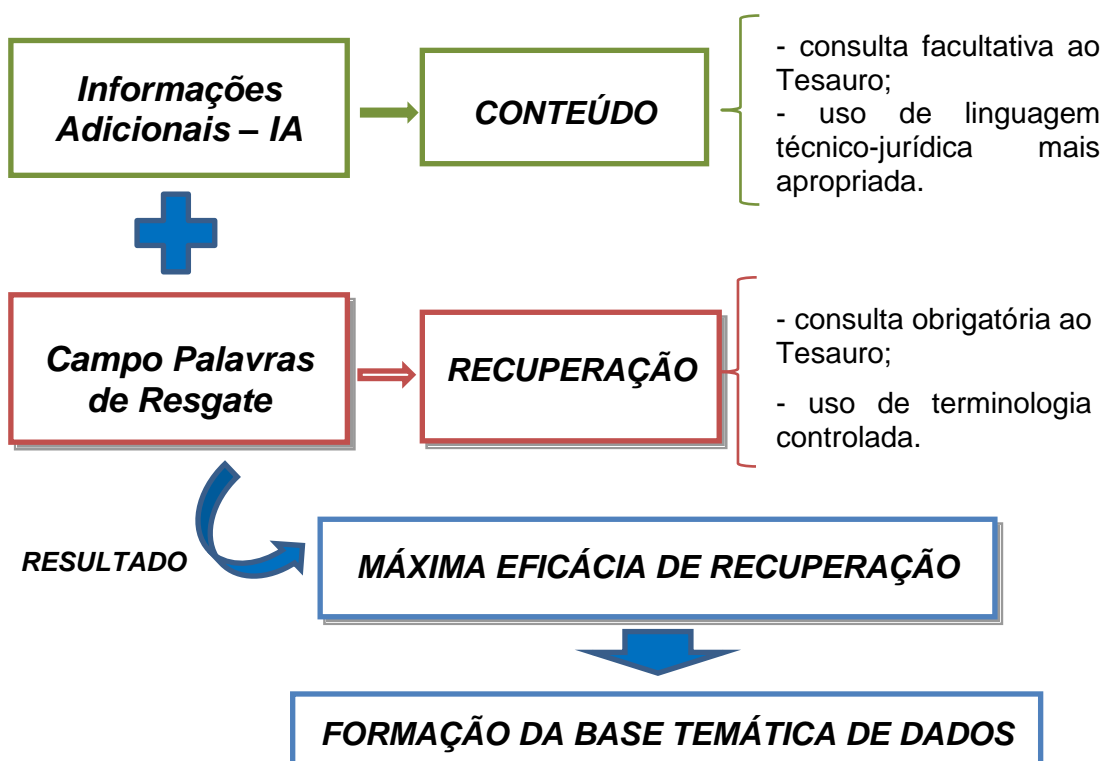 Informações
Adicionais – IA
CONTEÚDO
- consulta facultativa ao
Tesauro;
- uso de linguagem
técnico-jurídica mais
apropriada.
Campo Palavras
de Resgate
RECUPERAÇÃO
- consulta obrigatória ao
Tesauro;
- uso de terminologia
controlada.
RESULTADO
MÁXIMA EFICÁCIA DE RECUPERAÇÃO
FORMAÇÃO DA BASE TEMÁTICA DE DADOS